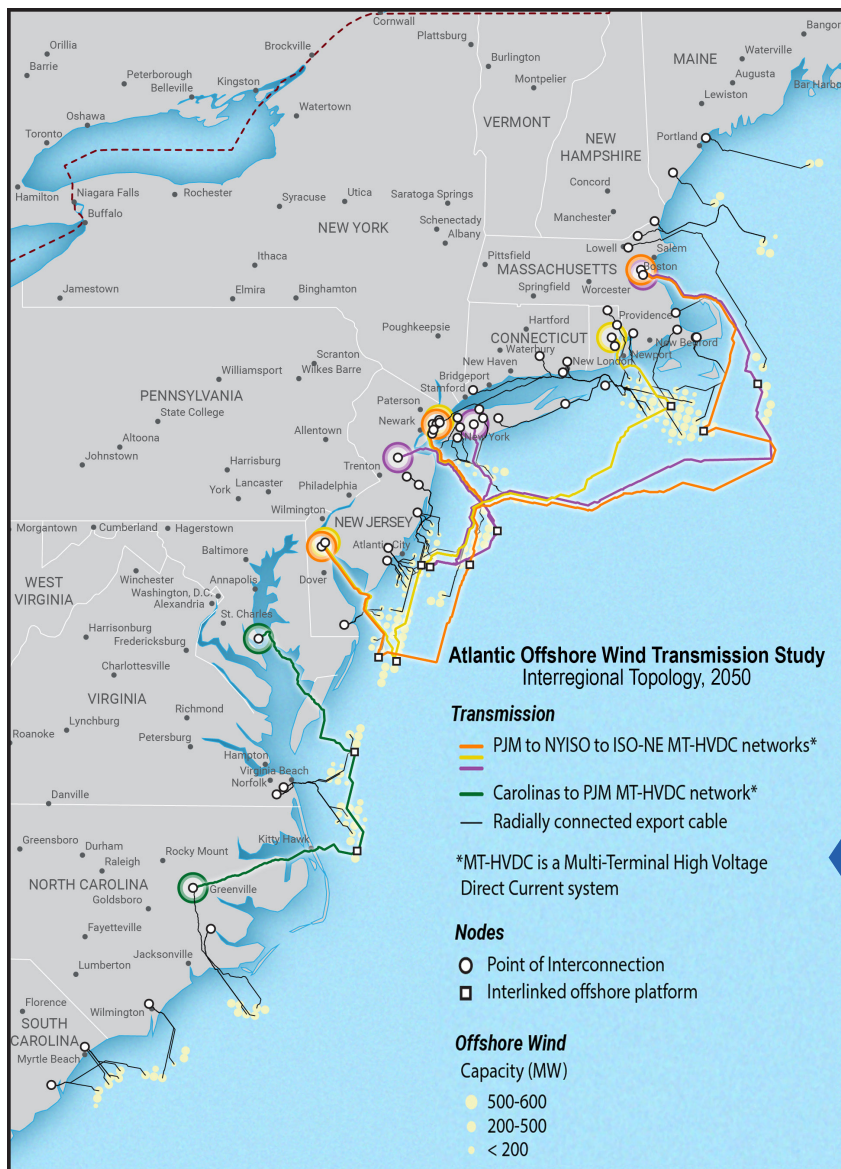 Cornwall
Bangor
Orillia
Plattsburg
Brockville
MAINE
Waterville
Barrie
Burlington
Peterborough
Kingston
Augusta
Belleville
Montpelier
Bar Harbo
Lewiston
Oshawa
Watertown
VERMONT
Toronto
NEW
HAMPSHIRE
Portland
Hamilton
Niagara Falls
Rochester
Utica
Saratoga Springs
Concord
Syracuse
Buffalo
NEW YORK
Schenectady
Albany
Manchester
Lowell
Salem
Ithaca
Pittsfield
MASSACHUSETTS
Boston
Jamestown
Elmira
Binghamton
Springfield
Worcester
Poughkeepsie
Hartford
Providence
CONNECTICUT
Waterbury
New Bedford
Scranton
New Haven
New London
Newport
Williamsport
Wilkes Barre
Bridgeport
Stamford
PENNSYLVANIA
Paterson
State College
Newark
New York
Altoona
Allentown
Johnstown
Harrisburg
Trenton
York
Lancaster
Philadelphia
Wilmington
Morgantown
Cumberland
Hagerstown
NEW JERSEY
Baltimore
Atlantic City
WEST
VIRGINIA
Winchester
Annapolis
Dover
Washington, D.C.
Alexandria
St. Charles
Harrisonburg
Fredericksburg
Charlottesville
VIRGINIA
Richmond
Lynchburg
Roanoke
Petersburg
Hampton
Virginia Beach
Norfolk
Danville
Greensboro
Durham
Rocky Mount
Kitty Hawk
Raleigh
NORTH CAROLINA
Greenville
Goldsboro
Fayetteville
Jacksonville
Lumberton
Florence
Wilmington
SOUTH
CAROLINA
Myrtle Beach
Atlantic Offshore Wind Transmission Study
Interregional Topology, 2050
Transmission
PJM to NYISO to ISO-NE MT-HVDC networks*
Carolinas to PJM MT-HVDC network*
Radially connected export cable
*MT-HVDC is a Multi-Terminal High Voltage
Direct Current system
Nodes
Point of Interconnection
Interlinked offshore platform
Offshore Wind
Capacity (MW)
500-600
200-500
< 200